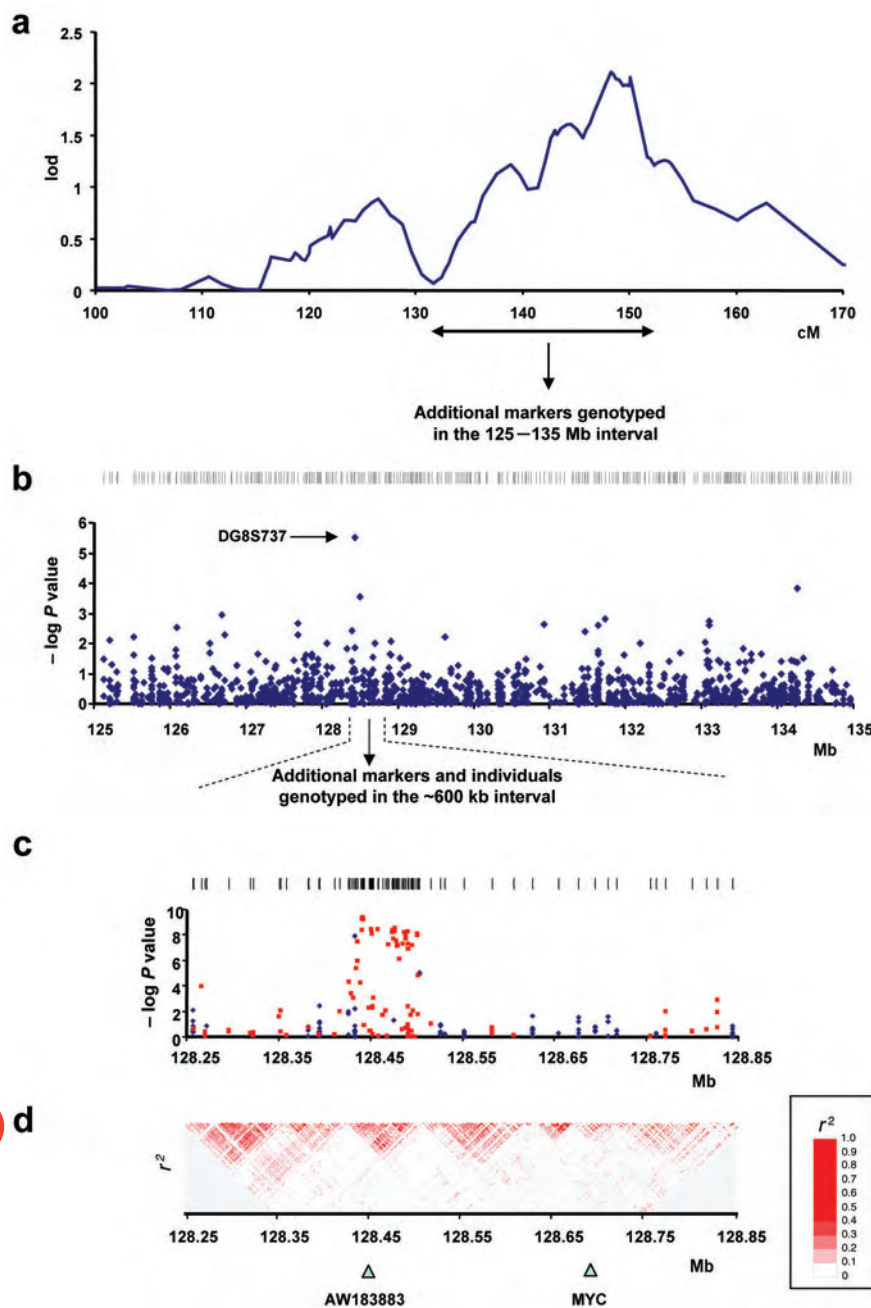 a
2.5
2
1.5
1
0.5
0
lod
100 110 120 130 140 150 160 170
cM
Additional markers genotyped
in the 125–135 Mb interval
b
DG8S737
6
5
4
3
2
1
0
– log P value
125 126 127 128 129 130 131 132 133 134 135
Mb
Additional markers and individuals
genotyped in the ~600 kb interval
c
10
8
6
4
2
0
– log P value
128.25 128.35 128.45 128.55 128.65 128.75 128.85
Mb
d
r²
128.25 128.35 128.45 128.55 128.65 128.75 128.85
Mb
AW183883 MYC
r²
1.0
0.9
0.8
0.7
0.6
0.5
0.4
0.3
0.2
0.1
0